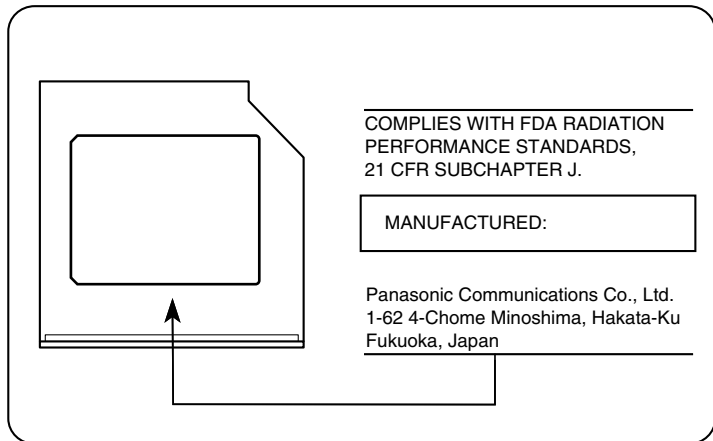 COMPLIES WITH FDA RADIATION
PERFORMANCE STANDARDS,
21 CFR SUBCHAPTER J.
MANUFACTURED:
Panasonic Communications Co., Ltd.
1-62 4-Chome Minoshima, Hakata-Ku
Fukuoka, Japan